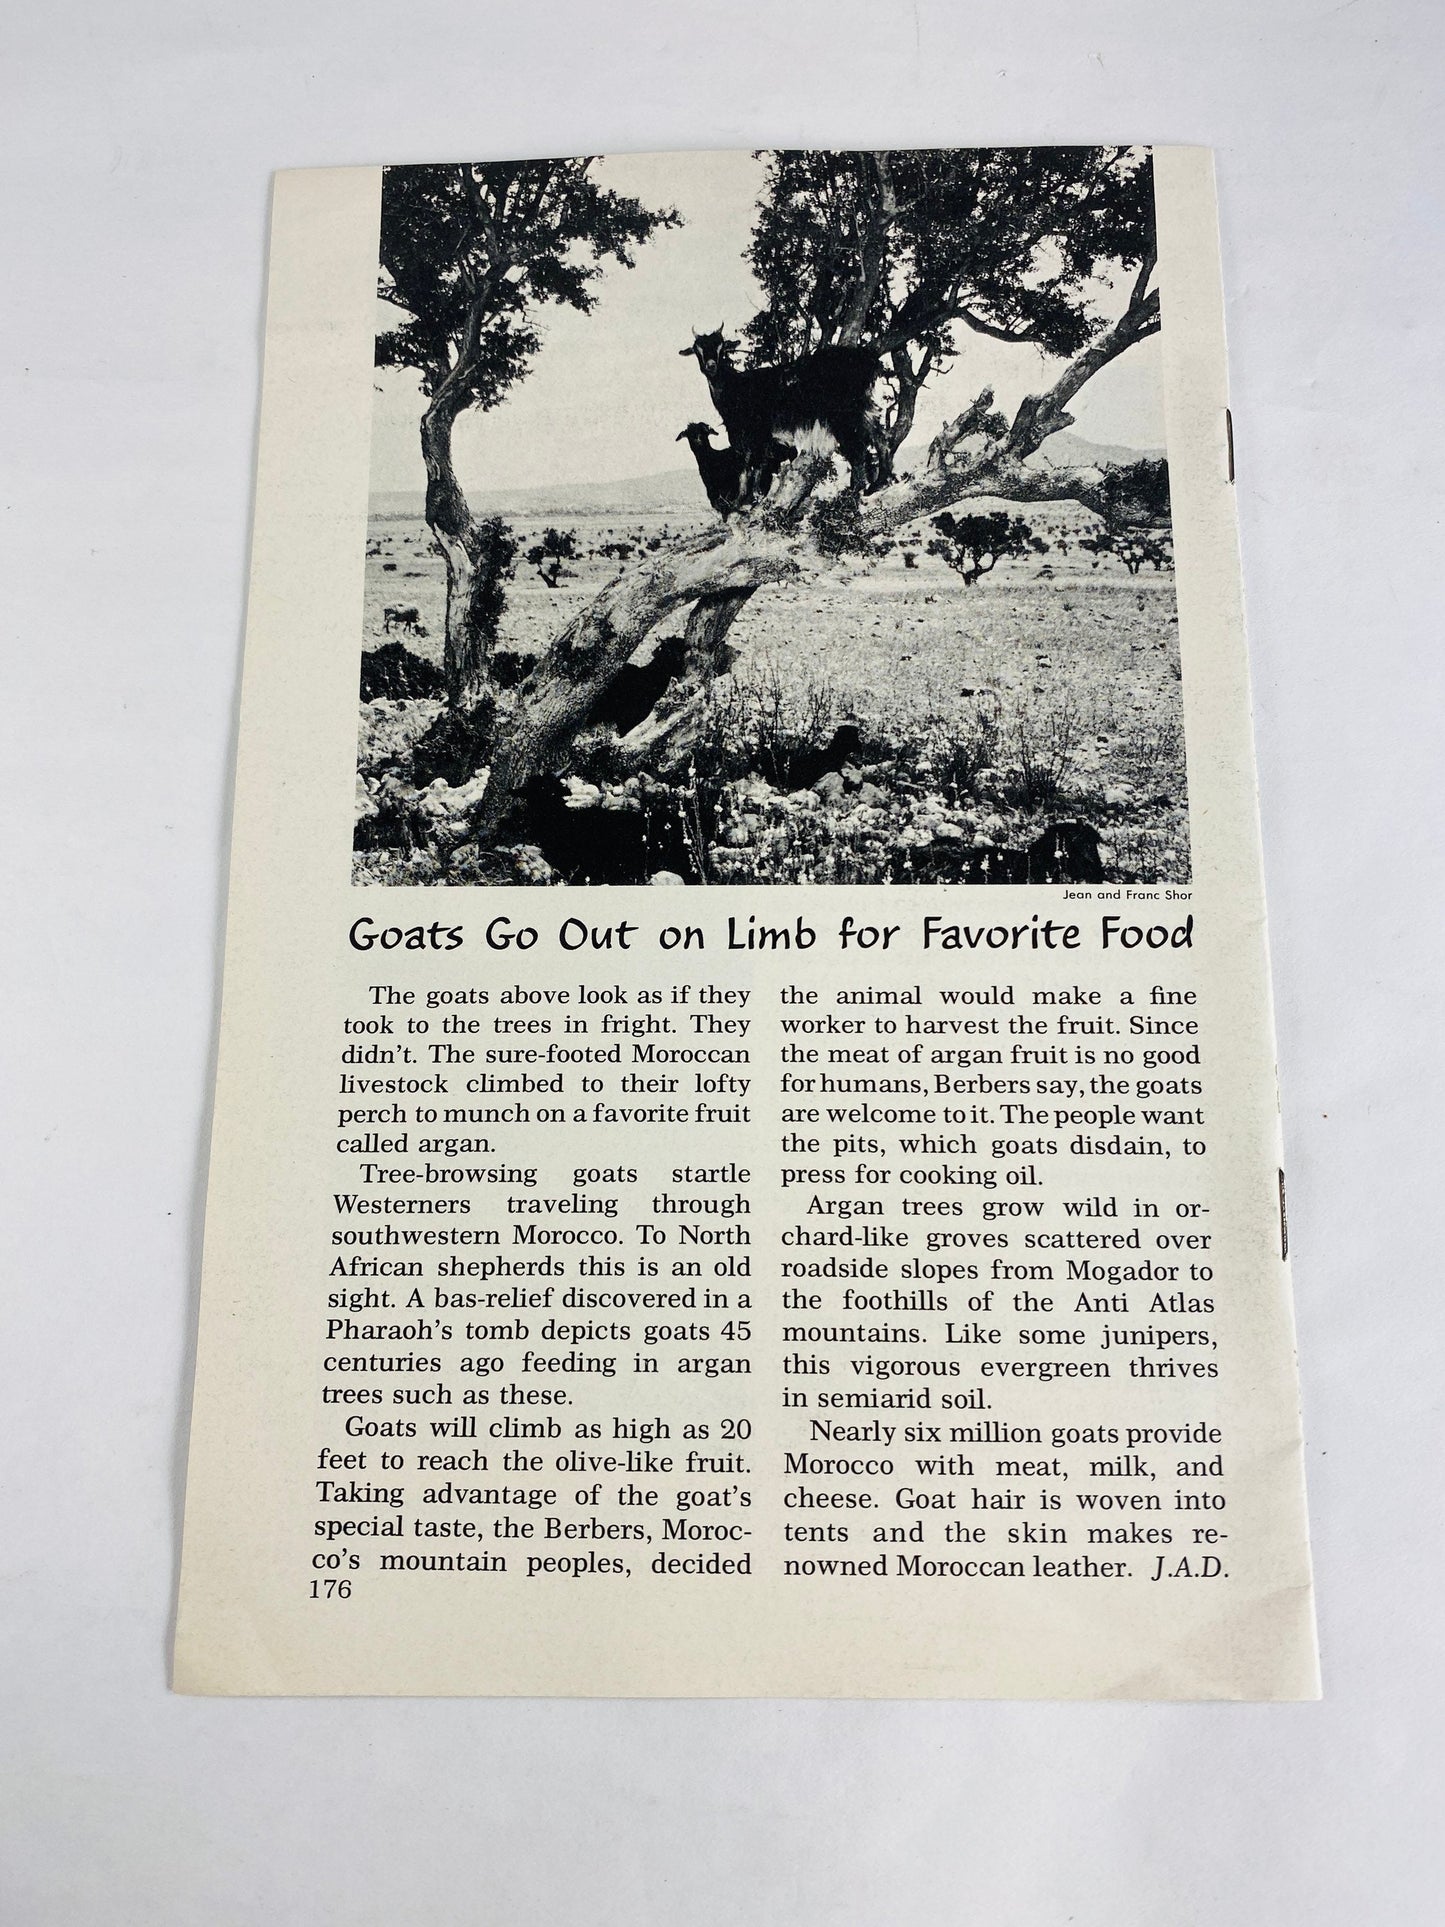 Jean and Franc Shor
Goats Go Out on Limb for Favorite Food
The goats above look as if they
took to the trees in fright. They
didn't. The sure-footed Moroccan
livestock climbed to their lofty
perch to munch on a favorite fruit
called argan.
Tree-browsing goats startle
Westerners traveling through
southwestern Morocco. To North
African shepherds this is an old
sight. A bas-relief discovered in a
Pharaoh's tomb depicts goats 45
centuries ago feeding in argan
trees such as these.
Goats will climb as high as 20
feet to reach the olive-like fruit.
Taking advantage of the goat's
special taste, the Berbers, Moroc-
co's mountain peoples, decided
the animal would make a fine
worker to harvest the fruit. Since
the meat of argan fruit is no good
for humans, Berbers say, the goats
are welcome to it. The people want
the pits, which goats disdain, to
press for cooking oil.
Argan trees grow wild in or-
chard-like groves scattered over
roadside slopes from Mogador to
the foothills of the Anti Atlas
mountains. Like some junipers,
this vigorous evergreen thrives
in semiarid soil.
Nearly six million goats provide
Morocco with meat, milk, and
cheese. Goat hair is woven into
tents and the skin makes re-
nowned Moroccan leather. J.A.D.
176